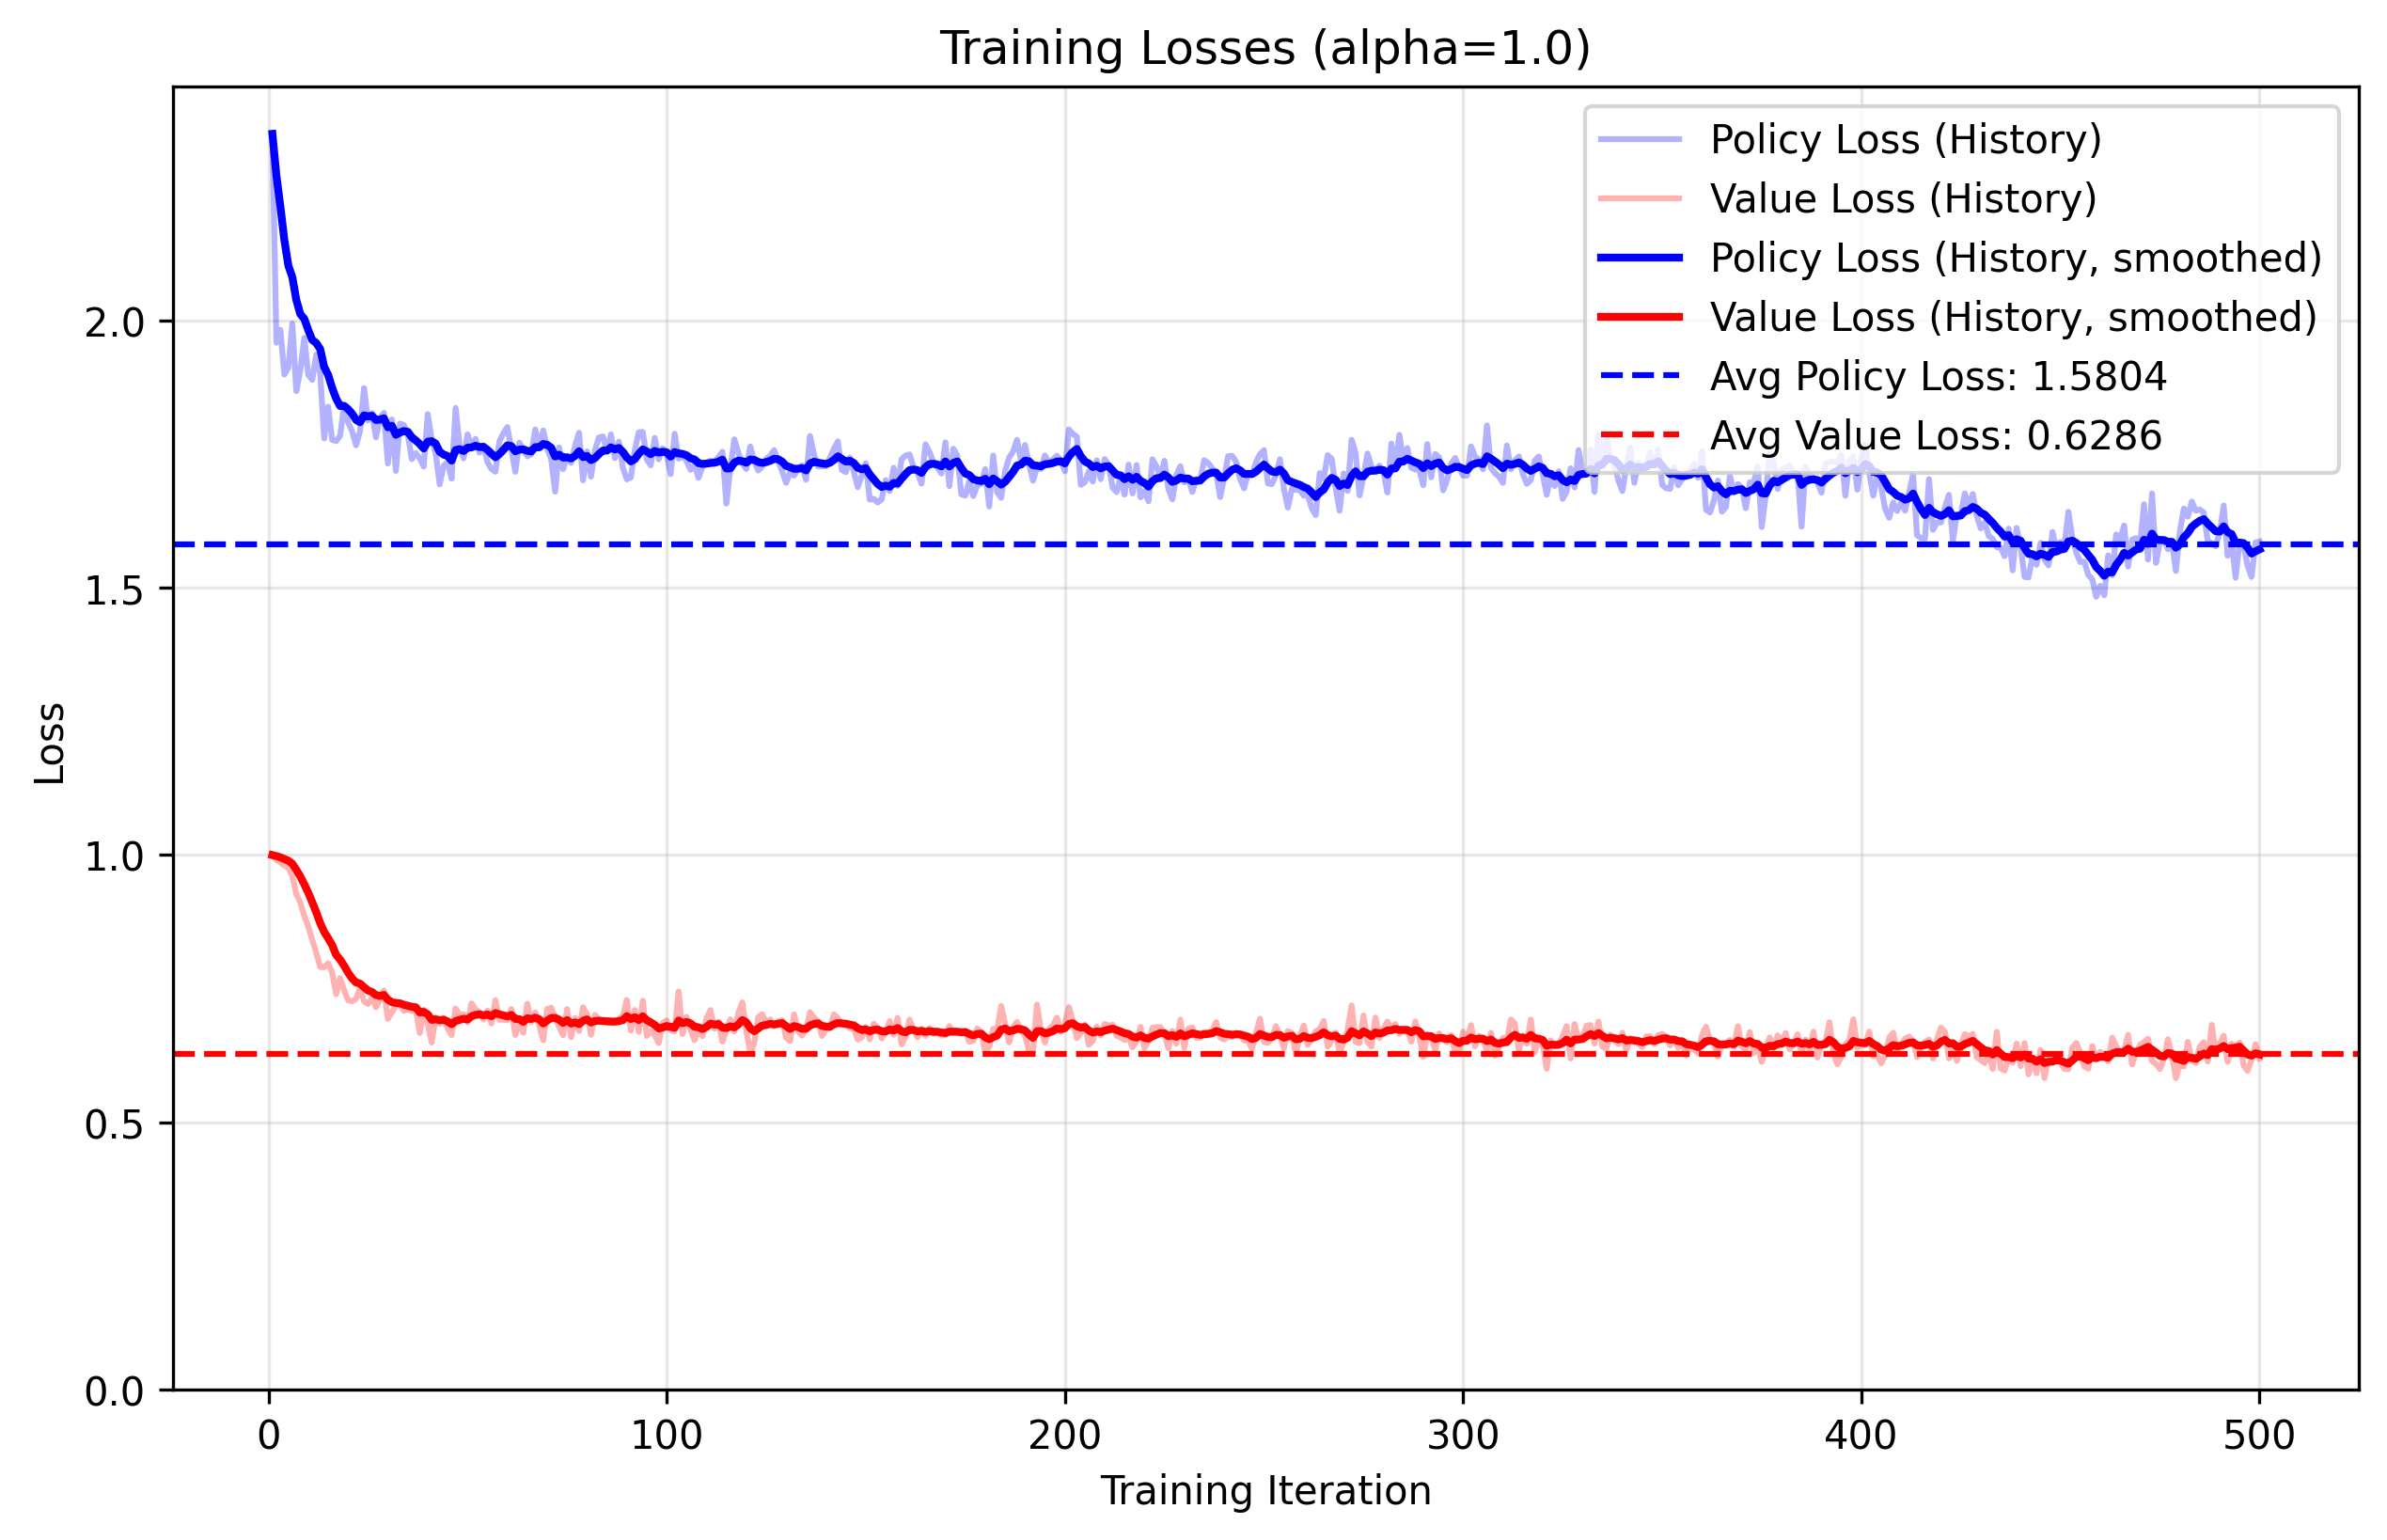 Training Losses (alpha=1.0)
Policy Loss (History)
Value Loss (History)
Policy Loss (History, smoothed)
Value Loss (History, smoothed)
Avg Policy Loss: 1.5804
Avg Value Loss: 0.6286
2.0
1.5
1.0
0.5
0.0
Loss
0 100 200 300 400 500
Training Iteration